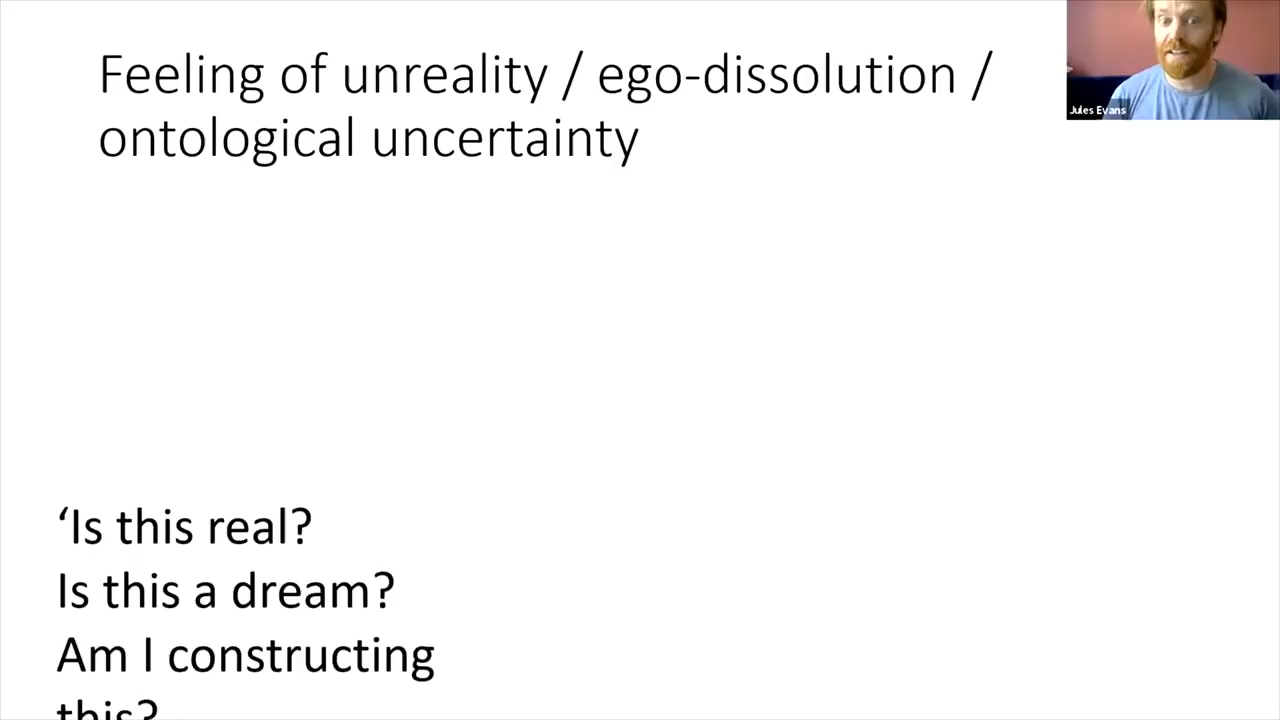 Feeling of unreality / ego-dissolution /
ontological uncertainty
Jules Evans
‘Is this real?
Is this a dream?
Am I constructing
this?